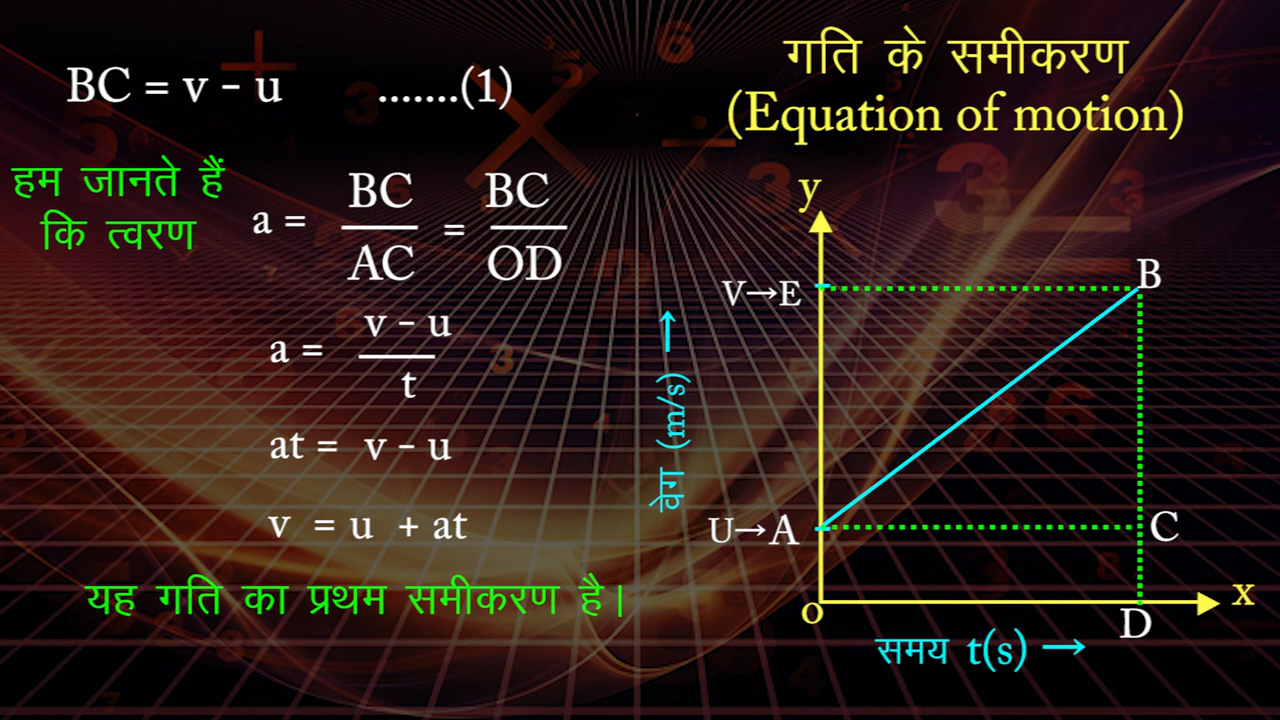 गति के समीकरण
(Equation of motion)
BC = v – u .......(1)
हम जानते हैं
कि त्वरण
a = BC/AC = BC/OD
a = v – u/t
at = v – u
v = u + at
यह गति का प्रथम समीकरण है।
y
V→E
B
वेग (m/s) →
U→A
C
o
x
D
समय t(s) →